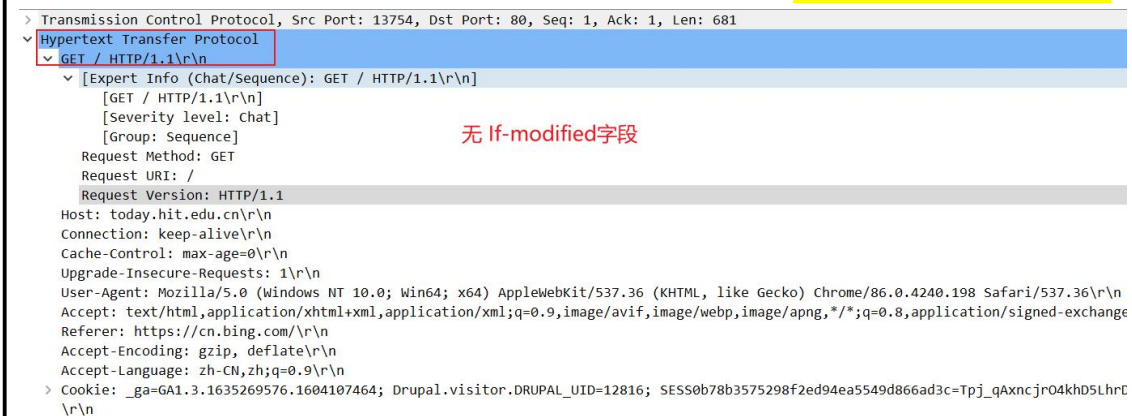 Transmission Control Protocol, Src Port: 13754, Dst Port: 80, Seq: 1, Ack: 1, Len: 681
Hypertext Transfer Protocol
GET / HTTP/1.1\r\n
[Expert Info (Chat/Sequence): GET / HTTP/1.1\r\n]
[GET / HTTP/1.1\r\n]
[Severity level: Chat]
[Group: Sequence]
无 If-modified字段
Request Method: GET
Request URI: /
Request Version: HTTP/1.1
Host: today.hit.edu.cn\r\n
Connection: keep-alive\r\n
Cache-Control: max-age=0\r\n
Upgrade-Insecure-Requests: 1\r\n
User-Agent: Mozilla/5.0 (Windows NT 10.0; Win64; x64) AppleWebKit/537.36 (KHTML, like Gecko) Chrome/86.0.4240.198 Safari/537.36\r\n
Accept: text/html,application/xhtml+xml,application/xml;q=0.9,image/avif,image/webp,image/apng,*/*;q=0.8,application/signed-exchange
Referer: https://cn.bing.com/\r\n
Accept-Encoding: gzip, deflate\r\n
Accept-Language: zh-CN,zh;q=0.9\r\n
Cookie: _ga=GA1.3.1635269576.1604107464; Drupal.visitor.DRUPAL_UID=12816; SESS0b78b3575298f2ed94ea5549d866ad3c=Tpj_qAxncjrO4khD5Lhr
\r\n